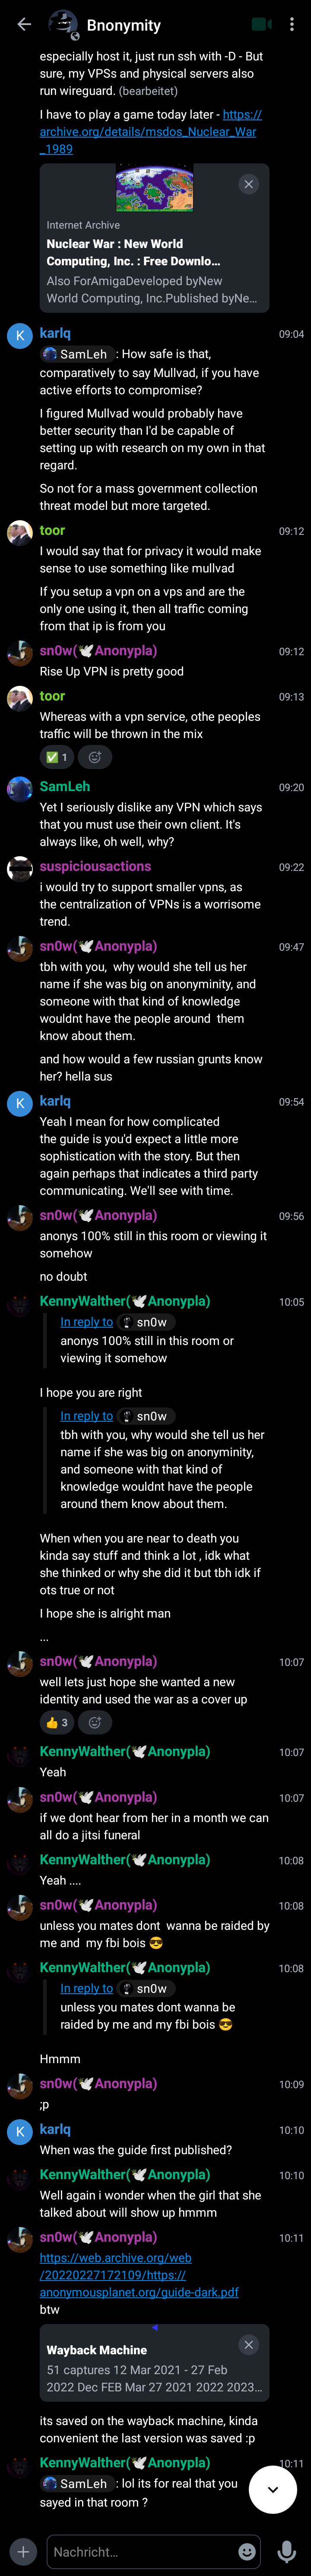 Bnonymity
especially host it, just run ssh with -D - But
sure, my VPSs and physical servers also
run wireguard. (bearbeitet)
I have to play a game today later - https://
archive.org/details/msdos_Nuclear_War
_1989
Internet Archive
Nuclear War : New World
Computing, Inc. : Free Downlo...
Also ForAmigaDeveloped byNew
World Computing, Inc.Published byNe...
K karlq 09:04
SamLeh : How safe is that,
comparatively to say Mullvad, if you have
active efforts to compromise?
I figured Mullvad would probably have
better security than I'd be capable of
setting up with research on my own in that
regard.
So not for a mass government collection
threat model but more targeted.
toor 09:12
I would say that for privacy it would make
sense to use something like mullvad
If you setup a vpn on a vps and are the
only one using it, then all traffic coming
from that ip is from you
sn0w(🕊Anonypla) 09:12
Rise Up VPN is pretty good
toor 09:13
Whereas with a vpn service, othe peoples
traffic will be thrown in the mix
✅ 1
SamLeh 09:20
Yet I seriously dislike any VPN which says
that you must use their own client. It's
always like, oh well, why?
suspiciousactions 09:22
i would try to support smaller vpns, as
the centralization of VPNs is a worrisome
trend.
sn0w(🕊Anonypla) 09:47
tbh with you, why would she tell us her
name if she was big on anonyminity, and
someone with that kind of knowledge
wouldnt have the people around them
know about them.
and how would a few russian grunts know
her? hella sus
K karlq 09:54
Yeah I mean for how complicated
the guide is you'd expect a little more
sophistication with the story. But then
again perhaps that indicates a third party
communicating. We'll see with time.
sn0w(🕊Anonypla) 09:56
anonys 100% still in this room or viewing it
somehow
no doubt
KennyWalther(🕊Anonypla) 10:05
In reply to sn0w
anonys 100% still in this room or
viewing it somehow
I hope you are right
In reply to sn0w
tbh with you, why would she tell us her
name if she was big on anonyminity,
and someone with that kind of
knowledge wouldnt have the people
around them know about them.
When when you are near to death you
kinda say stuff and think a lot , idk what
she thinked or why she did it but tbh idk if
ots true or not
I hope she is alright man
...
sn0w(🕊Anonypla) 10:07
well lets just hope she wanted a new
identity and used the war as a cover up
👍 3
KennyWalther(🕊Anonypla) 10:07
Yeah
sn0w(🕊Anonypla) 10:07
if we dont hear from her in a month we can
all do a jitsi funeral
KennyWalther(🕊Anonypla) 10:08
Yeah ....
sn0w(🕊Anonypla) 10:08
unless you mates dont wanna be raided by
me and my fbi bois 😎
KennyWalther(🕊Anonypla) 10:08
In reply to sn0w
unless you mates dont wanna be
raided by me and my fbi bois 😎
Hmmm
sn0w(🕊Anonypla) 10:09
;p
K karlq 10:10
When was the guide first published?
KennyWalther(🕊Anonypla) 10:10
Well again i wonder when the girl that she
talked about will show up hmmm
sn0w(🕊Anonypla) 10:11
https://web.archive.org/web
/20220227172109/https://
anonymousplanet.org/guide-dark.pdf
btw
Wayback Machine
51 captures 12 Mar 2021 - 27 Feb
2022 Dec FEB Mar 27 2021 2022 2023...
its saved on the wayback machine, kinda
convenient the last version was saved :p
KennyWalther(🕊Anonypla) 10:11
SamLeh : lol its for real that you
sayed in that room ?
Nachricht...